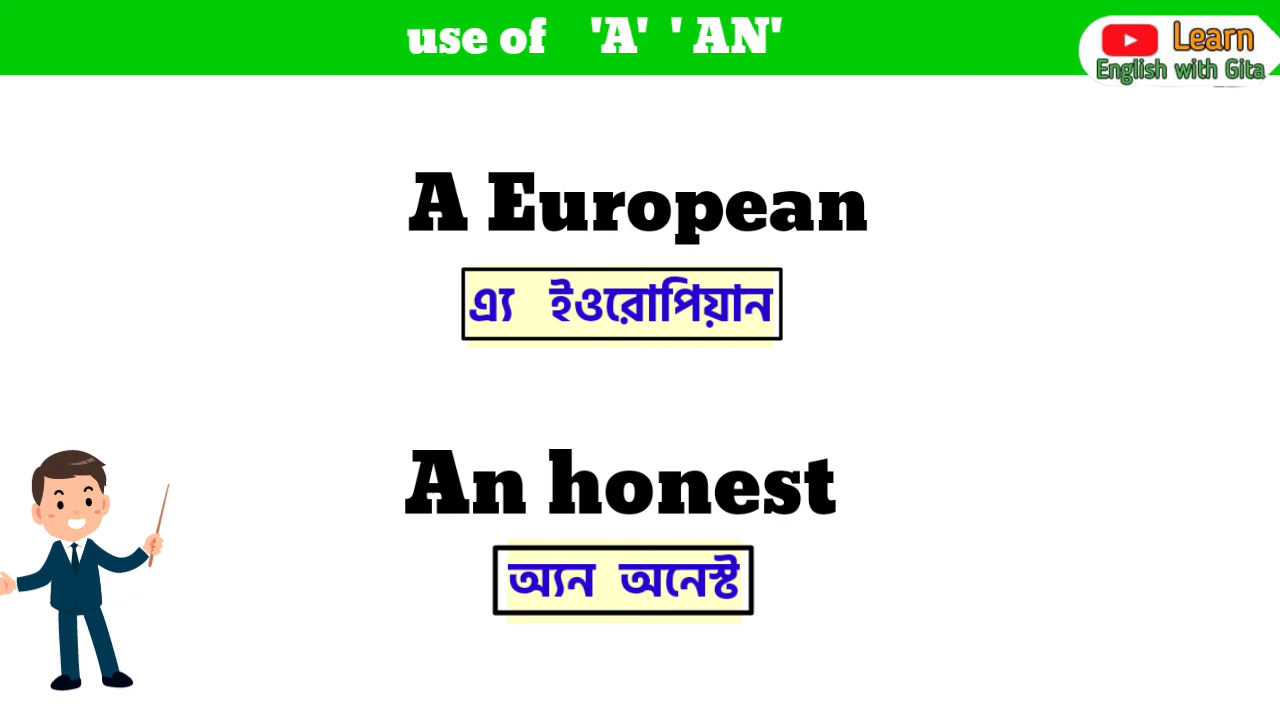 use of 'A' ' AN'
Learn
English with Gita
A European
এ্য ইওরোপিয়ান
An honest
অ্যন অনেস্ট